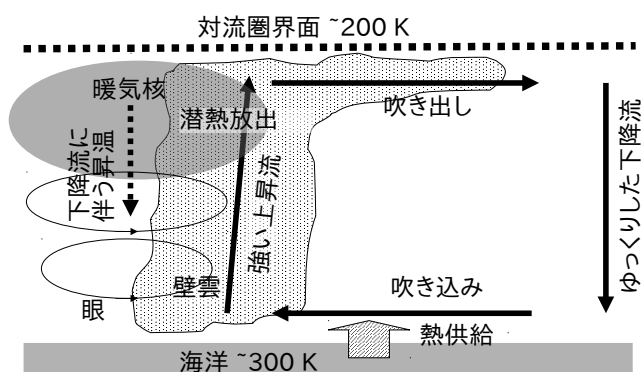 対流圏界面 ~200 K
暖気核
潜熱放出
吹き出し
下降流に
伴う昇温
強い上昇流
ゆっくりした下降流
壁雲
吹き込み
眼
熱供給
海洋 ~300 K